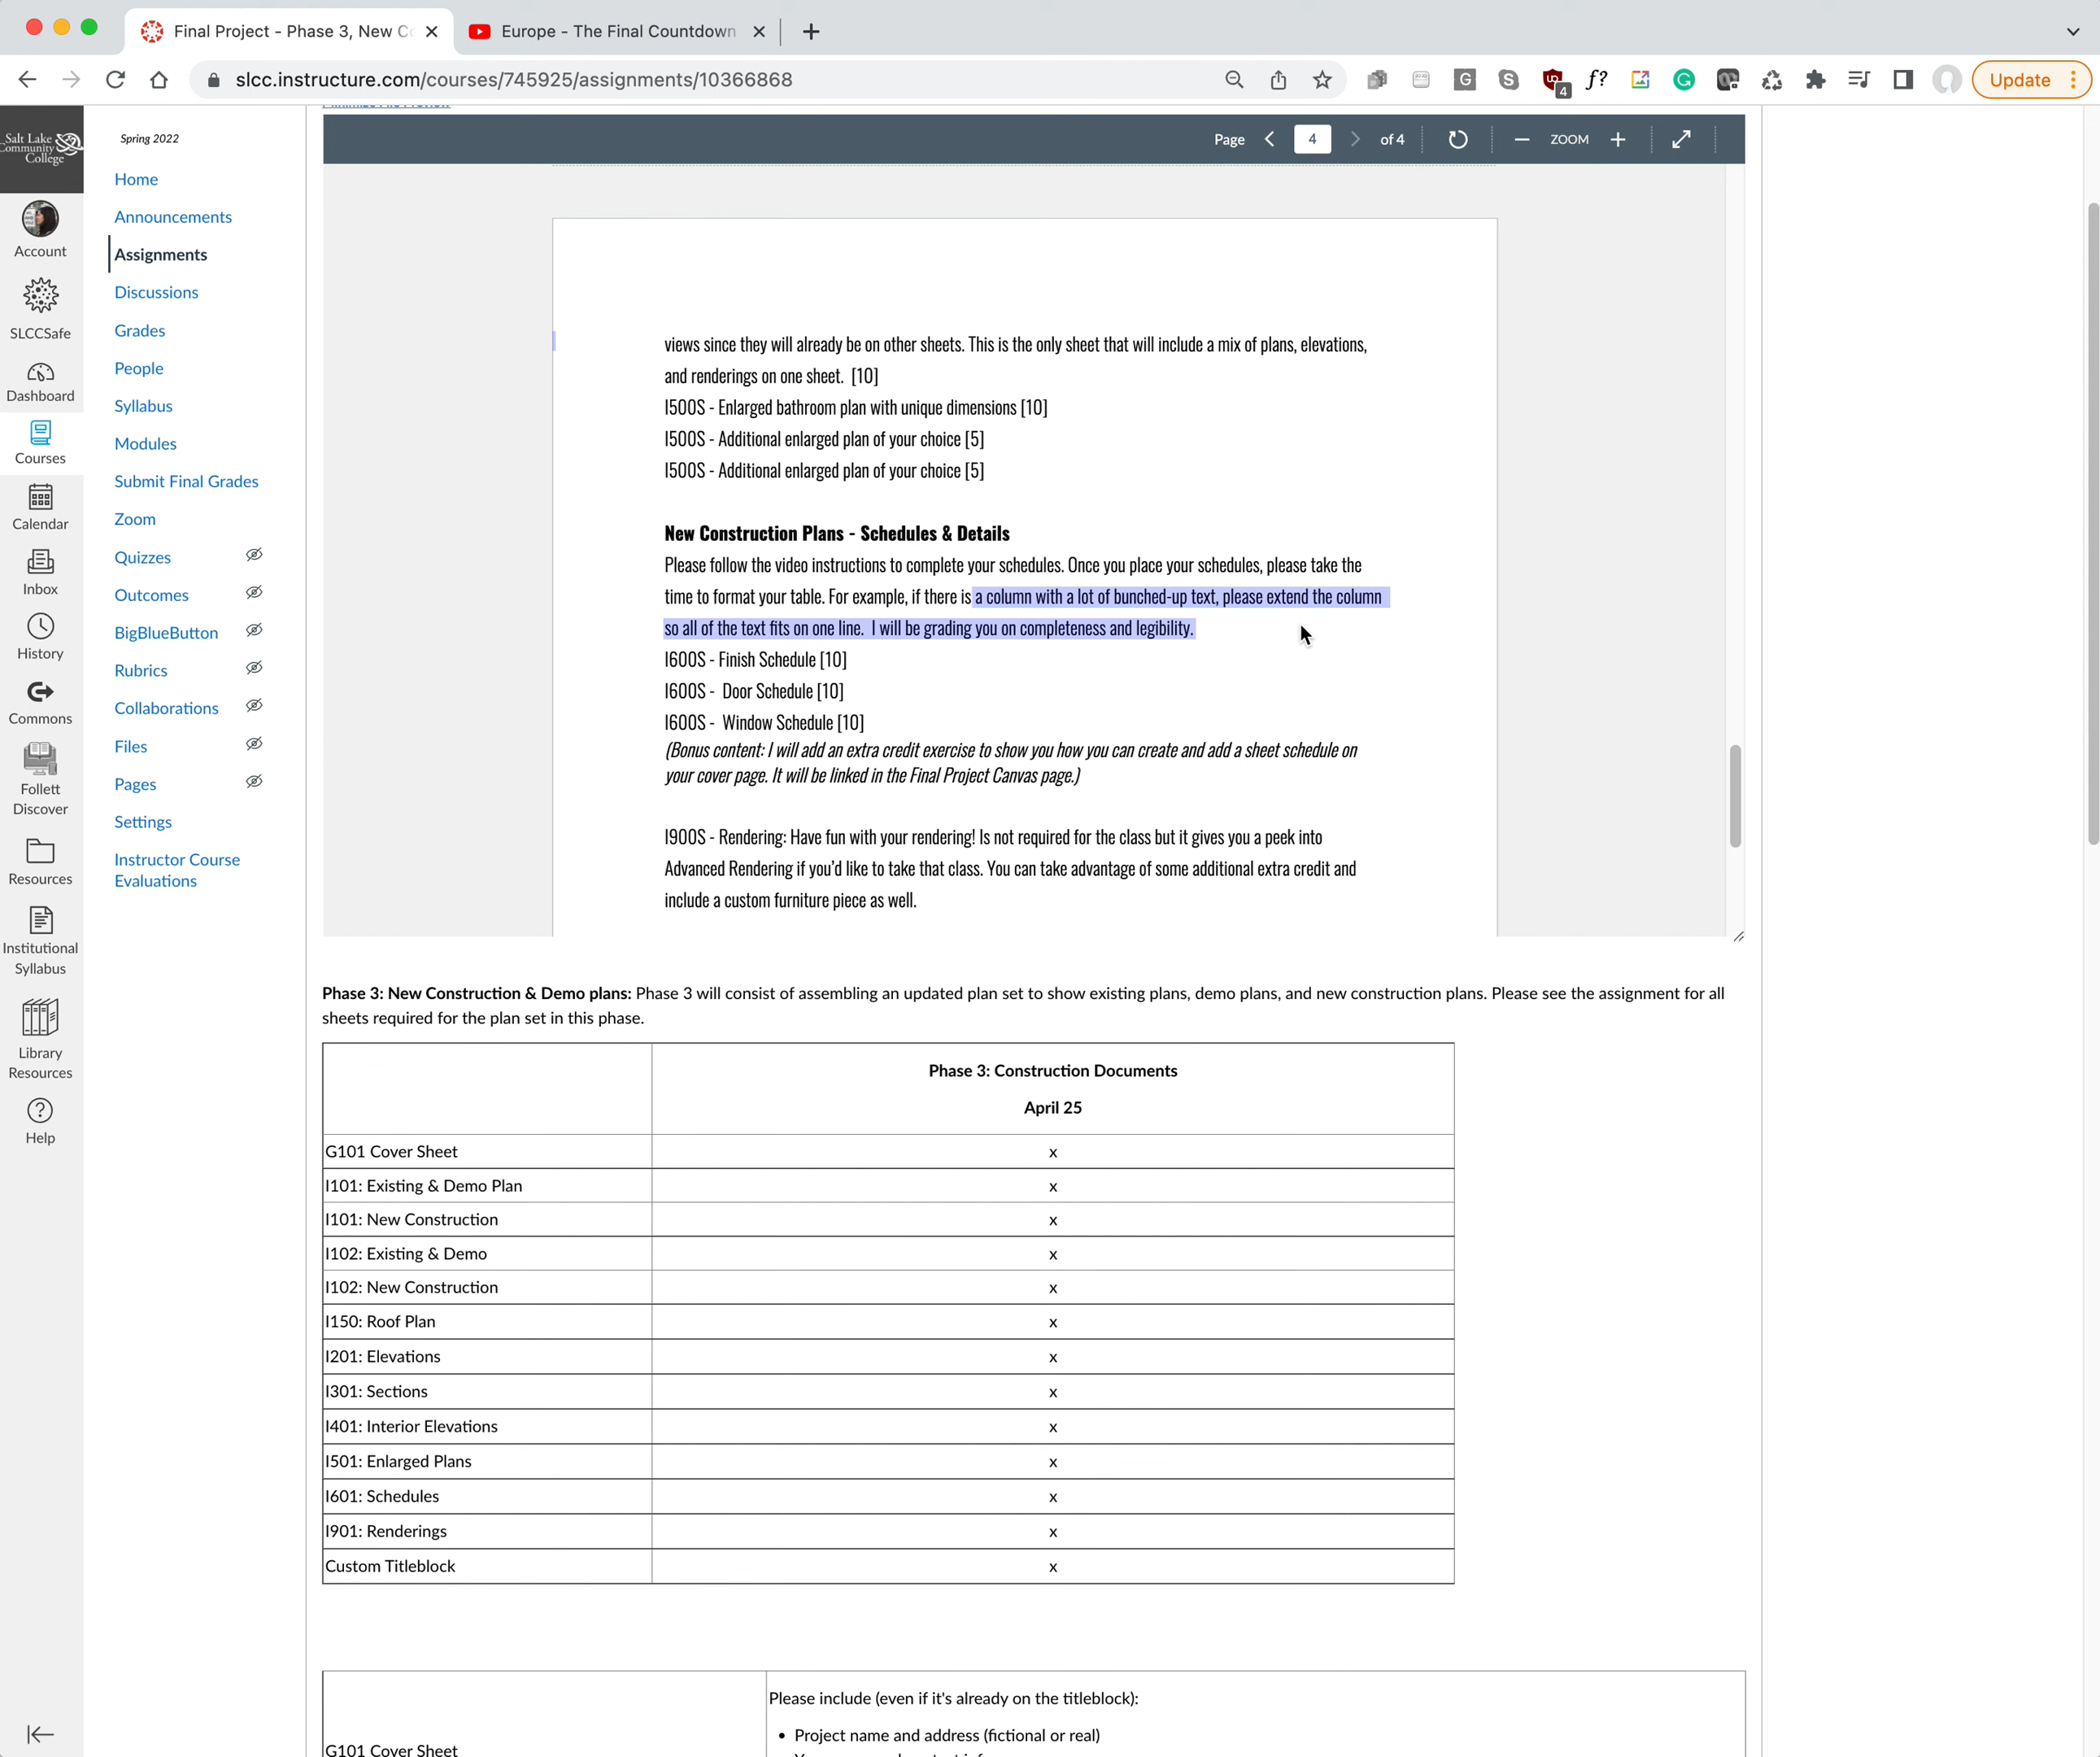 Final Project - Phase 3, New C
Europe - The Final Countdown
slcc.instructure.com/courses/745925/assignments/10366868
G
S
4
f?
G
Update
Salt Lake
Community
College
Account
SLCCSafe
Dashboard
Courses
Calendar
Inbox
History
Commons
Follett
Discover
Resources
Institutional
Syllabus
Library
Resources
Help
Spring 2022
Home
Announcements
Assignments
Discussions
Grades
People
Syllabus
Modules
Submit Final Grades
Zoom
Quizzes
Outcomes
BigBlueButton
Rubrics
Collaborations
Files
Pages
Settings
Instructor Course
Evaluations
Page 4 of 4 ZOOM
views since they will already be on other sheets. This is the only sheet that will include a mix of plans, elevations,
and renderings on one sheet. [10]
I500S - Enlarged bathroom plan with unique dimensions [10]
I500S - Additional enlarged plan of your choice [5]
I500S - Additional enlarged plan of your choice [5]
New Construction Plans - Schedules & Details
Please follow the video instructions to complete your schedules. Once you place your schedules, please take the
time to format your table. For example, if there is a column with a lot of bunched-up text, please extend the column
so all of the text fits on one line. I will be grading you on completeness and legibility.
I600S - Finish Schedule [10]
I600S - Door Schedule [10]
I600S - Window Schedule [10]
(Bonus content: I will add an extra credit exercise to show you how you can create and add a sheet schedule on
your cover page. It will be linked in the Final Project Canvas page.)
I900S - Rendering: Have fun with your rendering! Is not required for the class but it gives you a peek into
Advanced Rendering if you'd like to take that class. You can take advantage of some additional extra credit and
include a custom furniture piece as well.
Phase 3: New Construction & Demo plans: Phase 3 will consist of assembling an updated plan set to show existing plans, demo plans, and new construction plans. Please see the assignment for all
sheets required for the plan set in this phase.
Phase 3: Construction Documents
April 25
G101 Cover Sheet x
I101: Existing & Demo Plan x
I101: New Construction x
I102: Existing & Demo x
I102: New Construction x
I150: Roof Plan x
I201: Elevations x
I301: Sections x
I401: Interior Elevations x
I501: Enlarged Plans x
I601: Schedules x
I901: Renderings x
Custom Titleblock x
Please include (even if it's already on the titleblock):
• Project name and address (fictional or real)
G101 Cover Sheet